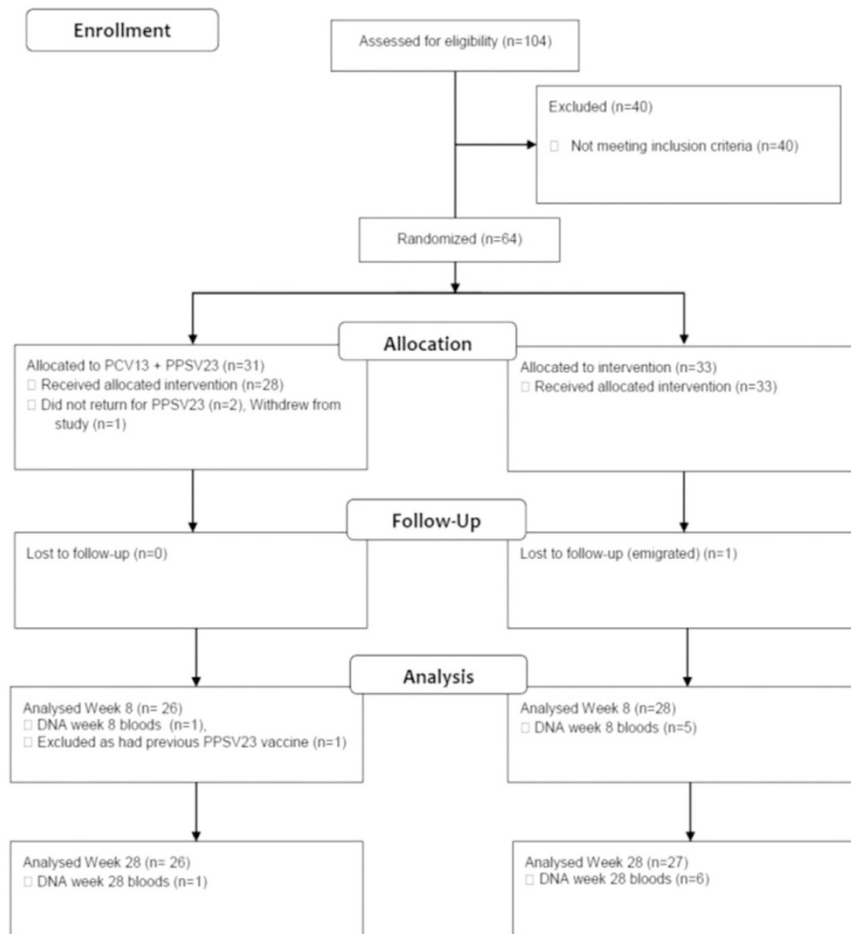 Enrollment
Assessed for eligibility (n=104)
Excluded (n=40)
□ Not meeting inclusion criteria (n=40)
Randomized (n=64)
Allocation
Allocated to PCV13 + PPSV23 (n=31)
□ Received allocated intervention (n=28)
□ Did not return for PPSV23 (n=2), Withdrew from
study (n=1)
Allocated to intervention (n=33)
□ Received allocated intervention (n=33)
Follow-Up
Lost to follow-up (n=0)
Lost to follow-up (emigrated) (n=1)
Analysis
Analysed Week 8 (n= 26)
□ DNA week 8 bloods (n=1),
□ Excluded as had previous PPSV23 vaccine (n=1)
Analysed Week 8 (n=28)
□ DNA week 8 bloods (n=5)
Analysed Week 28 (n= 26)
□ DNA week 28 bloods (n=1)
Analysed Week 28 (n=27)
□ DNA week 28 bloods (n=6)